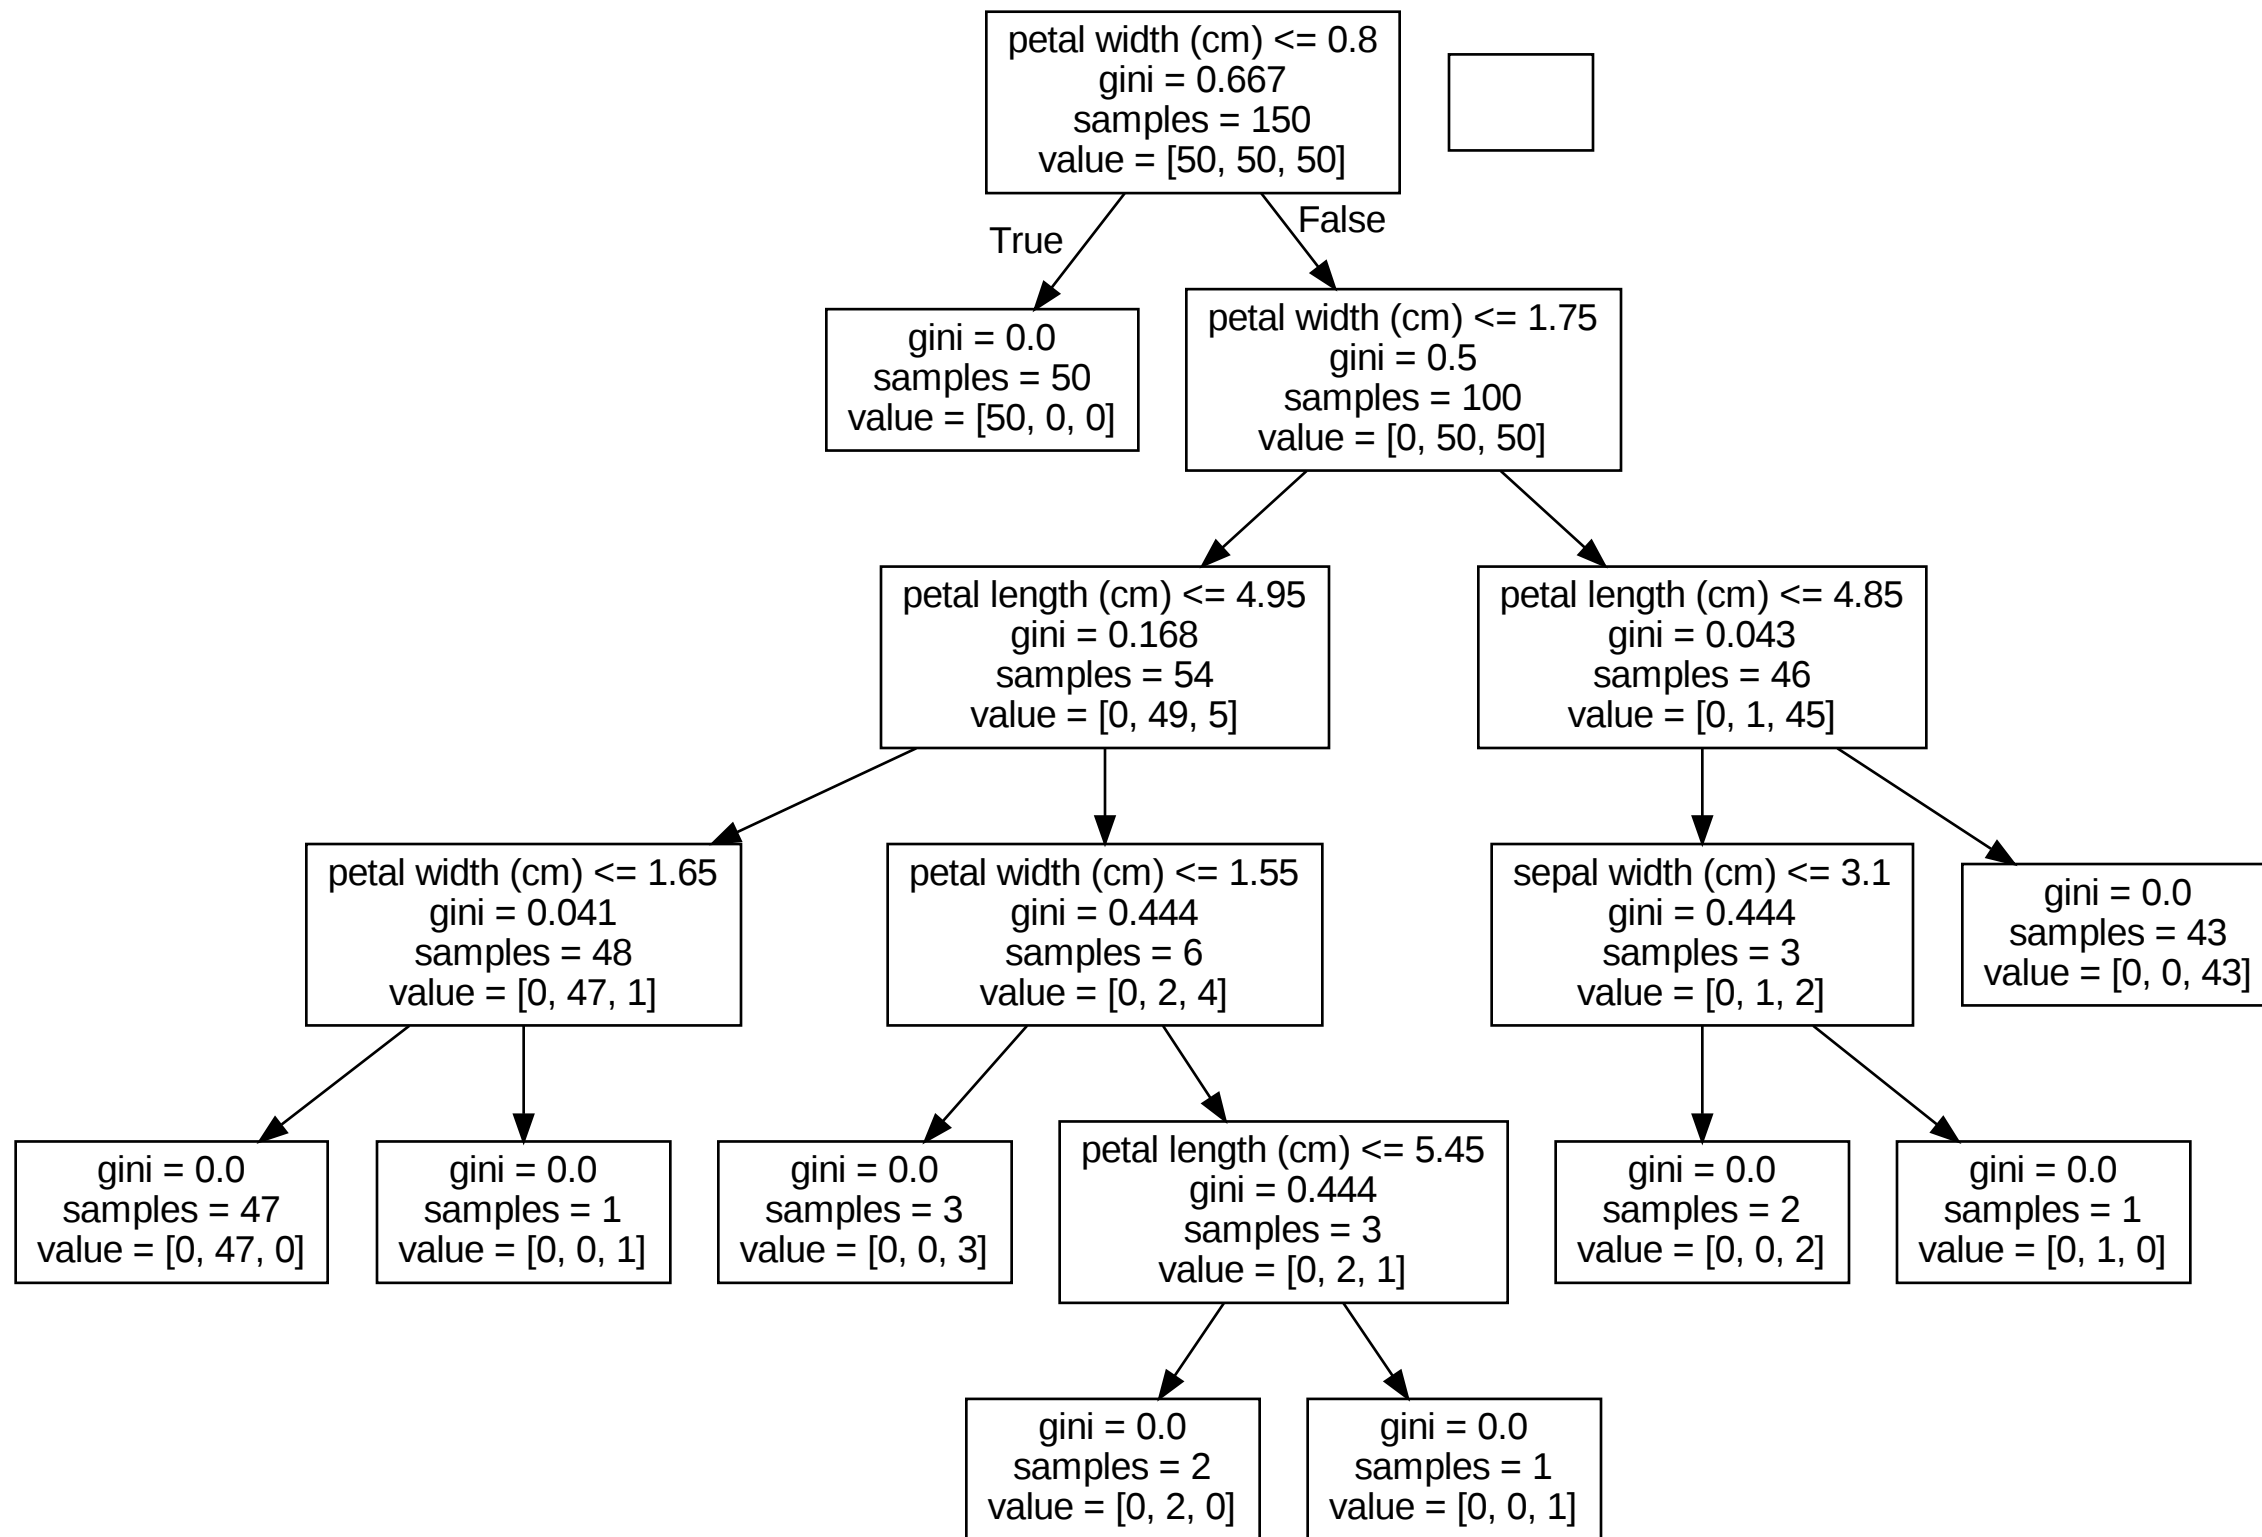 petal width (cm) <= 0.8
gini = 0.667
samples = 150
value = [50, 50, 50]
True
False
gini = 0.0
samples = 50
value = [50, 0, 0]
petal width (cm) <= 1.75
gini = 0.5
samples = 100
value = [0, 50, 50]
petal length (cm) <= 4.95
gini = 0.168
samples = 54
value = [0, 49, 5]
petal length (cm) <= 4.85
gini = 0.043
samples = 46
value = [0, 1, 45]
petal width (cm) <= 1.65
gini = 0.041
samples = 48
value = [0, 47, 1]
petal width (cm) <= 1.55
gini = 0.444
samples = 6
value = [0, 2, 4]
sepal width (cm) <= 3.1
gini = 0.444
samples = 3
value = [0, 1, 2]
gini = 0.0
samples = 43
value = [0, 0, 43]
gini = 0.0
samples = 47
value = [0, 47, 0]
gini = 0.0
samples = 1
value = [0, 0, 1]
gini = 0.0
samples = 3
value = [0, 0, 3]
petal length (cm) <= 5.45
gini = 0.444
samples = 3
value = [0, 2, 1]
gini = 0.0
samples = 2
value = [0, 0, 2]
gini = 0.0
samples = 1
value = [0, 1, 0]
gini = 0.0
samples = 2
value = [0, 2, 0]
gini = 0.0
samples = 1
value = [0, 0, 1]